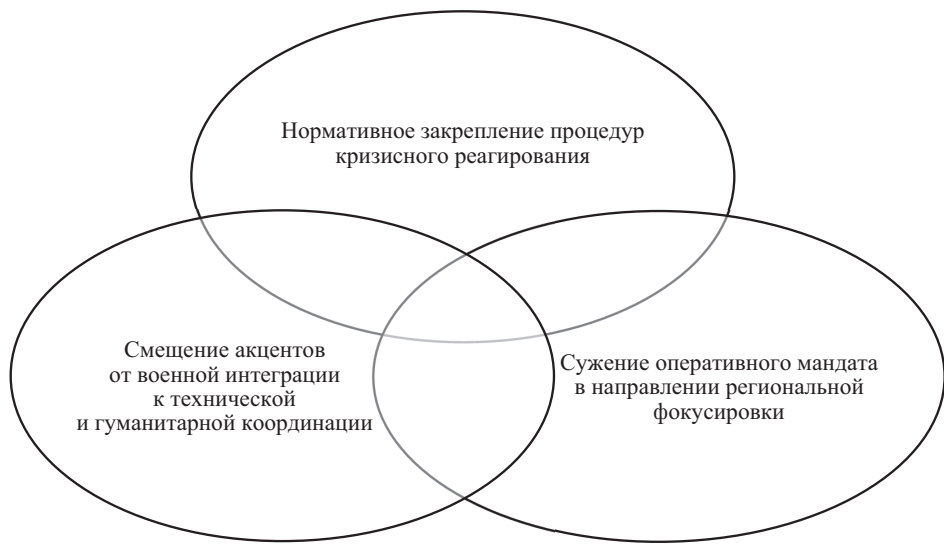 Нормативное закрепление процедур
кризисного реагирования
Смещение акцентов
от военной интеграции
к технической
и гуманитарной координации
Сужение оперативного мандата
в направлении региональной
фокусировки